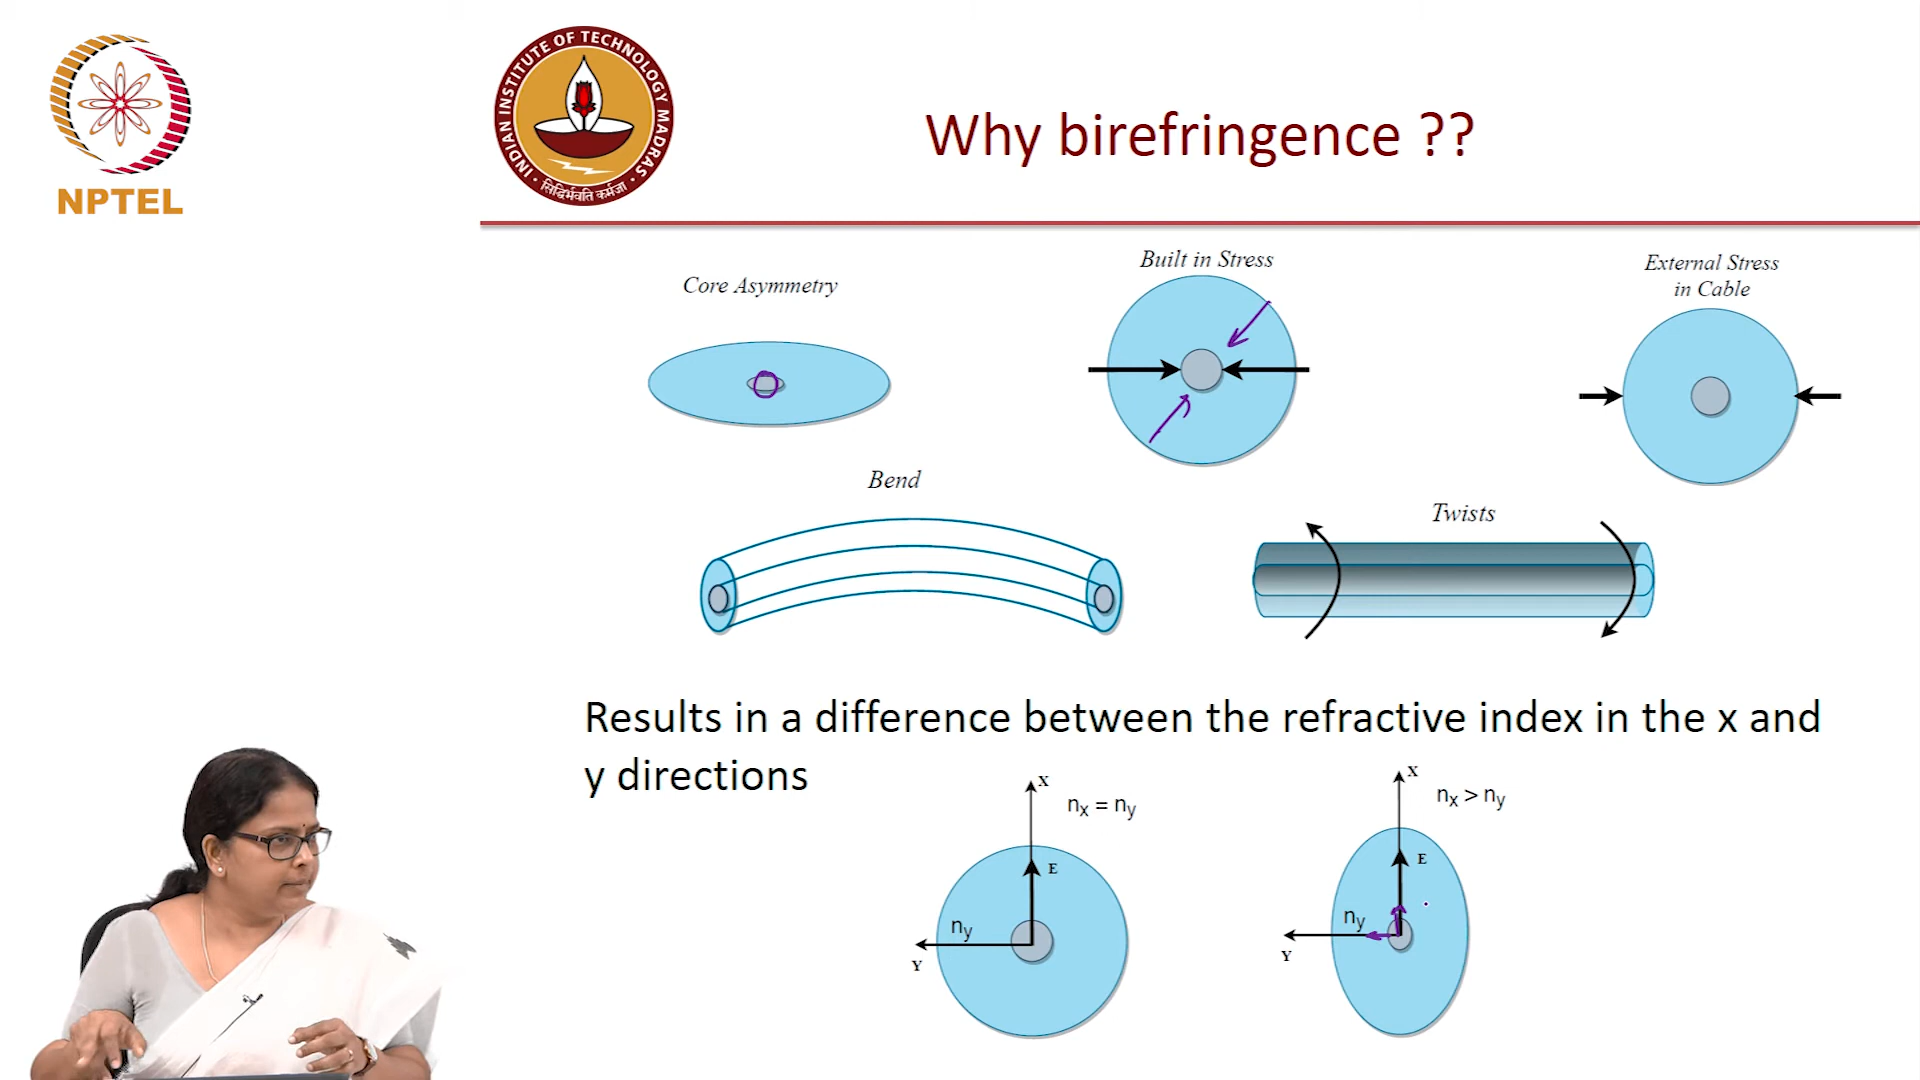 NPTEL
INDIAN INSTITUTE OF TECHNOLOGY MADRAS
सिद्धिर्भवति कर्मजा
Why birefringence ??
Core Asymmetry
Built in Stress
External Stress
in Cable
Bend
Twists
Results in a difference between the refractive index in the x and
y directions
X
nx = ny
E
ny
Y
X
nx > ny
E
ny
Y